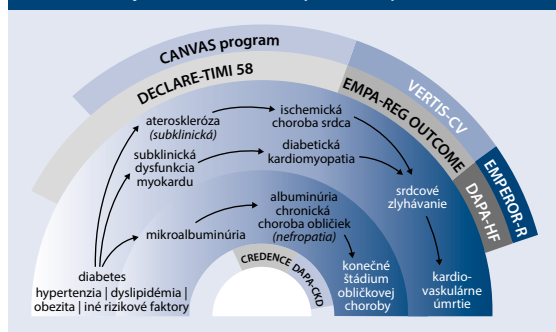 CANVAS program
DECLARE-TIMI 58
VERTIS-CV
EMPA-REG OUTCOME
EMPEROR-R
DAPA-HF
ateroskleróza
(subklinická)
ischemická
choroba srdca
subklinická
dysfunkcia
myokardu
diabetická
kardiomyopatia
srdcové
zlyhávanie
mikroalbuminúria
albuminúria
chronická
choroba obličiek
(nefropatia)
CREDENCE DAPA-CKD
diabetes
hypertenzia | dyslipidémia |
obezita | iné rizikové faktory
konečné
štádium
obličkovej
choroby
kardio-
vaskulárne
úmrtie